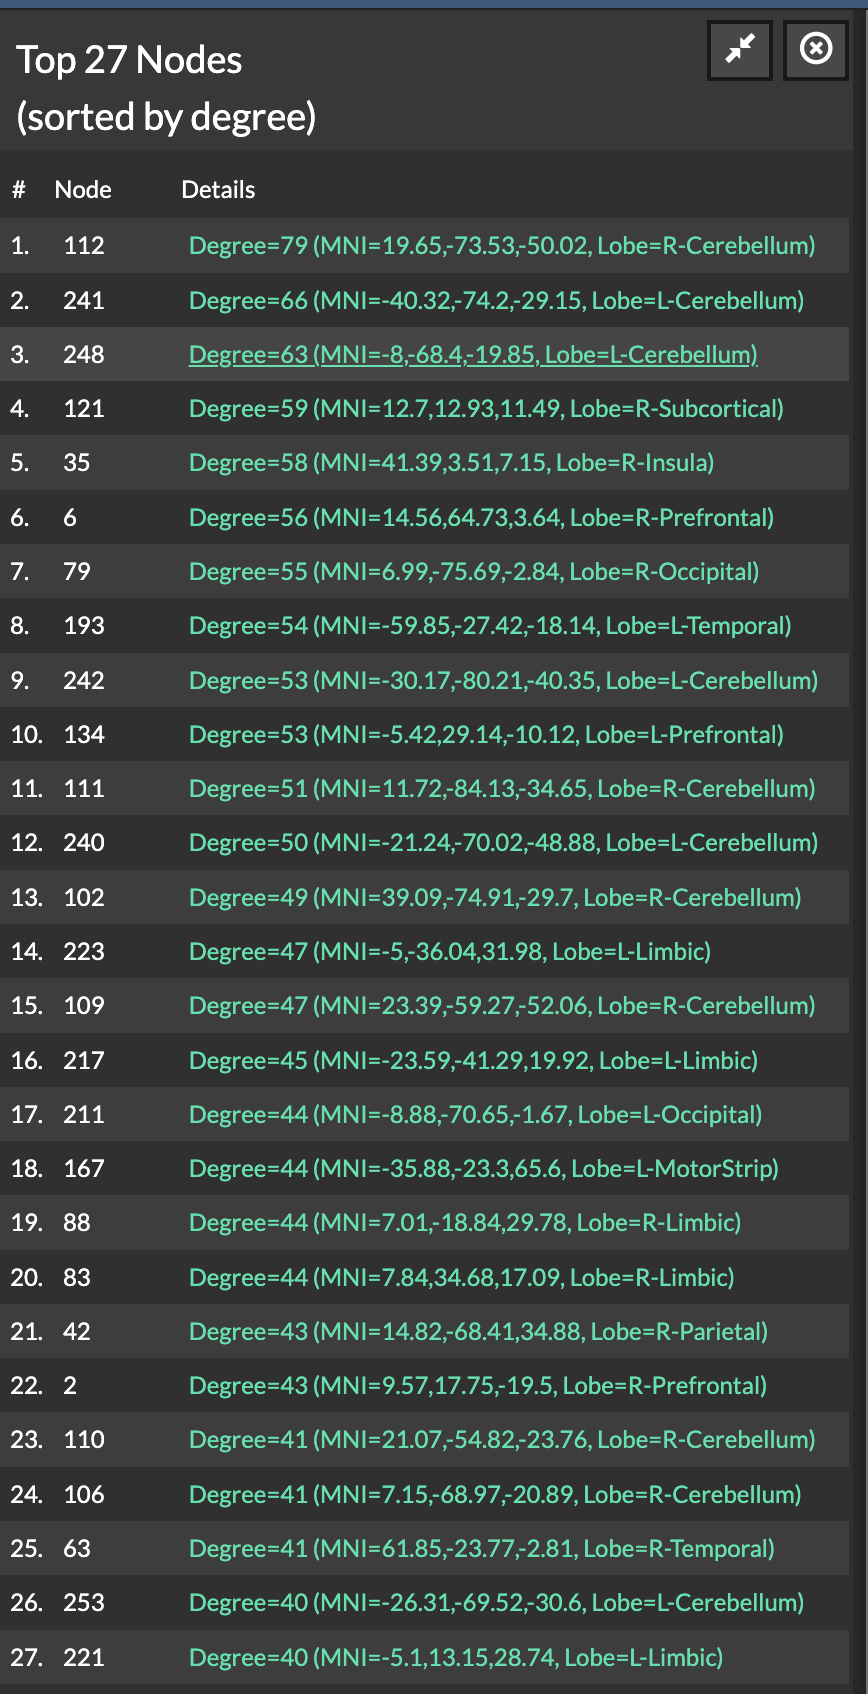 Top 27 Nodes
(sorted by degree)
# Node Details
1. 112 Degree=79 (MNI=19.65,-73.53,-50.02, Lobe=R-Cerebellum)
2. 241 Degree=66 (MNI=-40.32,-74.2,-29.15, Lobe=L-Cerebellum)
3. 248 Degree=63 (MNI=-8,-68.4,-19.85, Lobe=L-Cerebellum)
4. 121 Degree=59 (MNI=12.7,12.93,11.49, Lobe=R-Subcortical)
5. 35 Degree=58 (MNI=41.39,3.51,7.15, Lobe=R-Insula)
6. 6 Degree=56 (MNI=14.56,64.73,3.64, Lobe=R-Prefrontal)
7. 79 Degree=55 (MNI=6.99,-75.69,-2.84, Lobe=R-Occipital)
8. 193 Degree=54 (MNI=-59.85,-27.42,-18.14, Lobe=L-Temporal)
9. 242 Degree=53 (MNI=-30.17,-80.21,-40.35, Lobe=L-Cerebellum)
10. 134 Degree=53 (MNI=-5.42,29.14,-10.12, Lobe=L-Prefrontal)
11. 111 Degree=51 (MNI=11.72,-84.13,-34.65, Lobe=R-Cerebellum)
12. 240 Degree=50 (MNI=-21.24,-70.02,-48.88, Lobe=L-Cerebellum)
13. 102 Degree=49 (MNI=39.09,-74.91,-29.7, Lobe=R-Cerebellum)
14. 223 Degree=47 (MNI=-5,-36.04,31.98, Lobe=L-Limbic)
15. 109 Degree=47 (MNI=23.39,-59.27,-52.06, Lobe=R-Cerebellum)
16. 217 Degree=45 (MNI=-23.59,-41.29,19.92, Lobe=L-Limbic)
17. 211 Degree=44 (MNI=-8.88,-70.65,-1.67, Lobe=L-Occipital)
18. 167 Degree=44 (MNI=-35.88,-23.3,65.6, Lobe=L-MotorStrip)
19. 88 Degree=44 (MNI=7.01,-18.84,29.78, Lobe=R-Limbic)
20. 83 Degree=44 (MNI=7.84,34.68,17.09, Lobe=R-Limbic)
21. 42 Degree=43 (MNI=14.82,-68.41,34.88, Lobe=R-Parietal)
22. 2 Degree=43 (MNI=9.57,17.75,-19.5, Lobe=R-Prefrontal)
23. 110 Degree=41 (MNI=21.07,-54.82,-23.76, Lobe=R-Cerebellum)
24. 106 Degree=41 (MNI=7.15,-68.97,-20.89, Lobe=R-Cerebellum)
25. 63 Degree=41 (MNI=61.85,-23.77,-2.81, Lobe=R-Temporal)
26. 253 Degree=40 (MNI=-26.31,-69.52,-30.6, Lobe=L-Cerebellum)
27. 221 Degree=40 (MNI=-5.1,13.15,28.74, Lobe=L-Limbic)